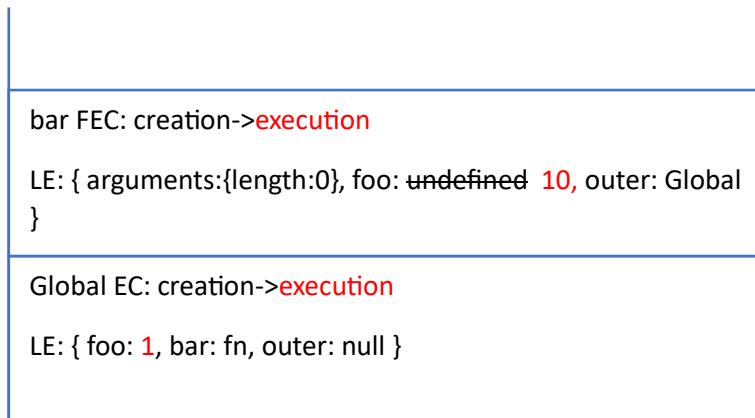 bar FEC: creation->execution
LE: { arguments:{length:0}, foo: undefined 10, outer: Global
}
Global EC: creation->execution
LE: { foo: 1, bar: fn, outer: null }